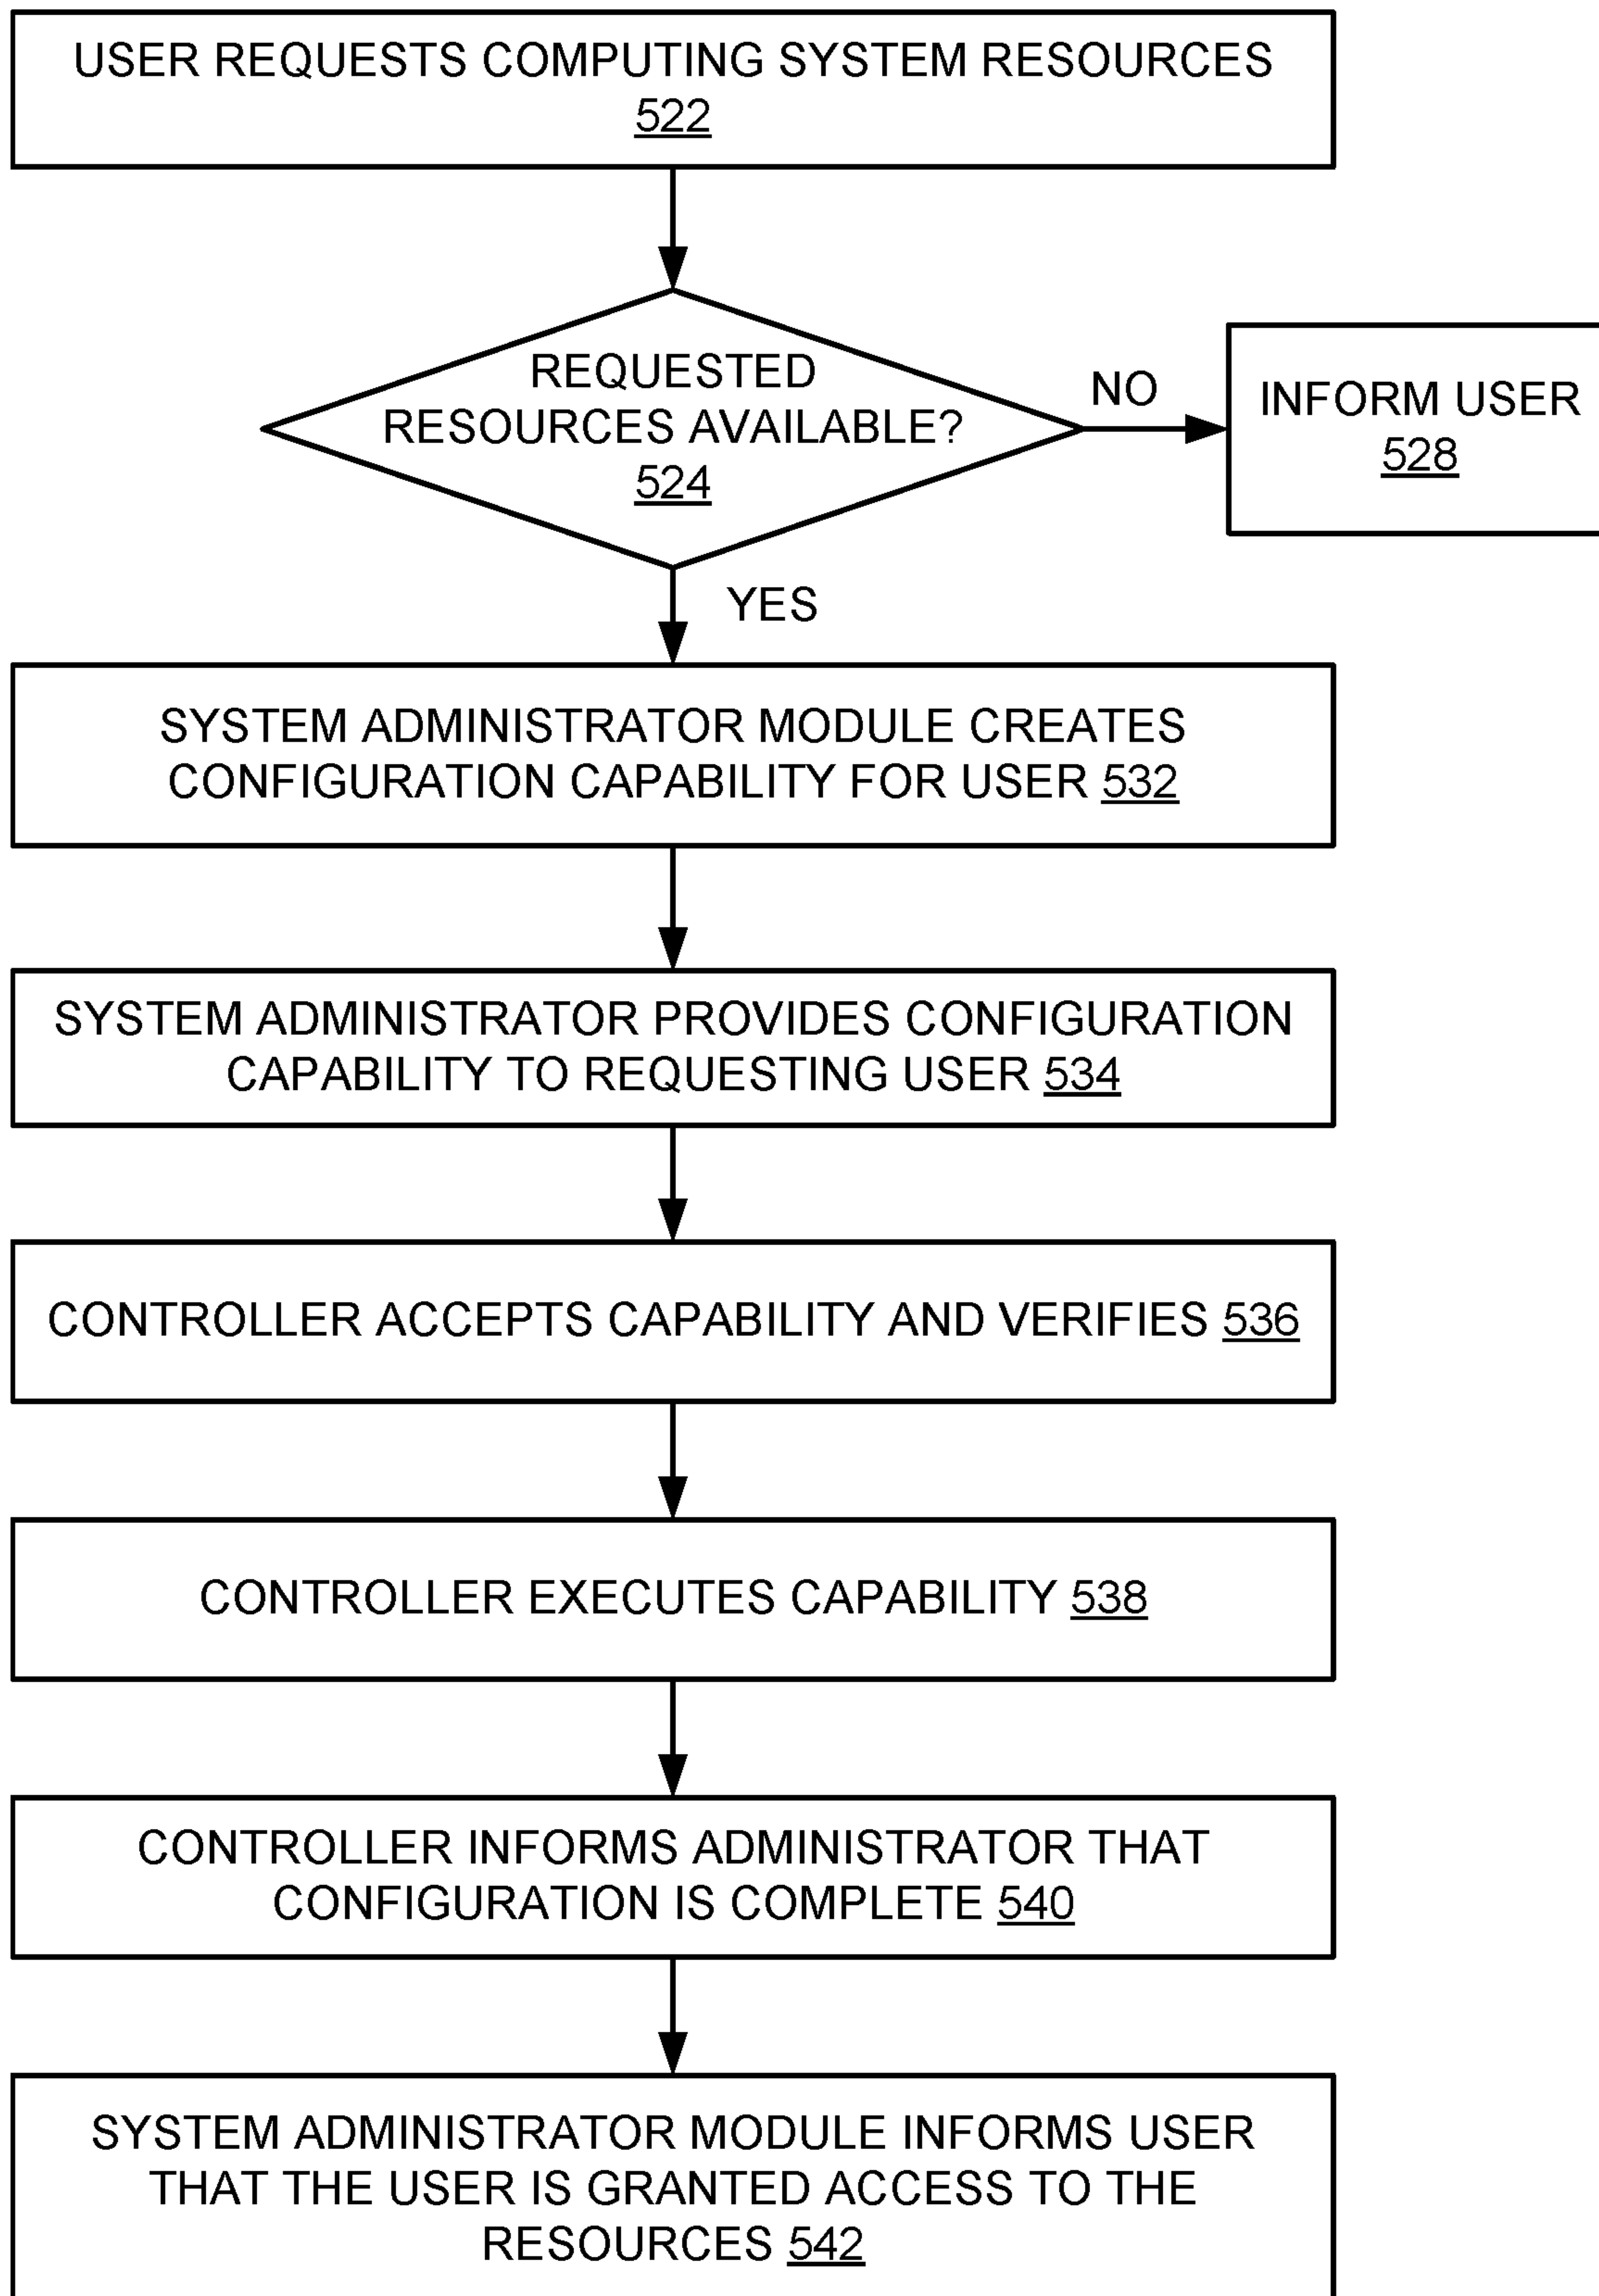 USER REQUESTS COMPUTING SYSTEM RESOURCES
522
REQUESTED
RESOURCES AVAILABLE?
524
NO
INFORM USER
528
YES
SYSTEM ADMINISTRATOR MODULE CREATES
CONFIGURATION CAPABILITY FOR USER 532
SYSTEM ADMINISTRATOR PROVIDES CONFIGURATION
CAPABILITY TO REQUESTING USER 534
CONTROLLER ACCEPTS CAPABILITY AND VERIFIES 536
CONTROLLER EXECUTES CAPABILITY 538
CONTROLLER INFORMS ADMINISTRATOR THAT
CONFIGURATION IS COMPLETE 540
SYSTEM ADMINISTRATOR MODULE INFORMS USER
THAT THE USER IS GRANTED ACCESS TO THE
RESOURCES 542